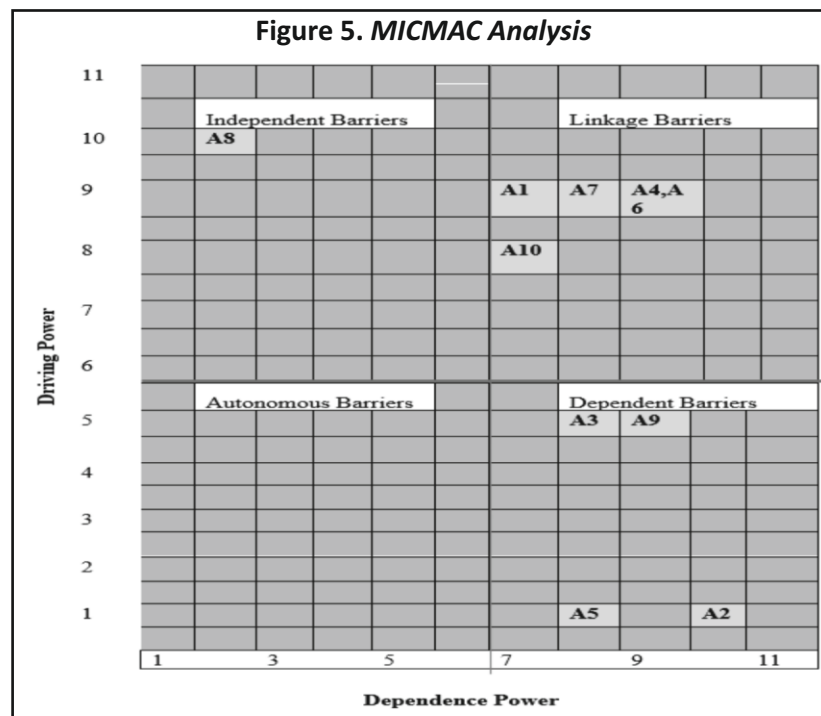 Figure 5. MICMAC Analysis
11
Independent Barriers
Linkage Barriers
10
A8
9
A1
A7
A4,A
6
8
A10
7
6
Driving Power
Autonomous Barriers
Dependent Barriers
5
A3
A9
4
3
2
1
A5
A2
1
3
5
7
9
11
Dependence Power